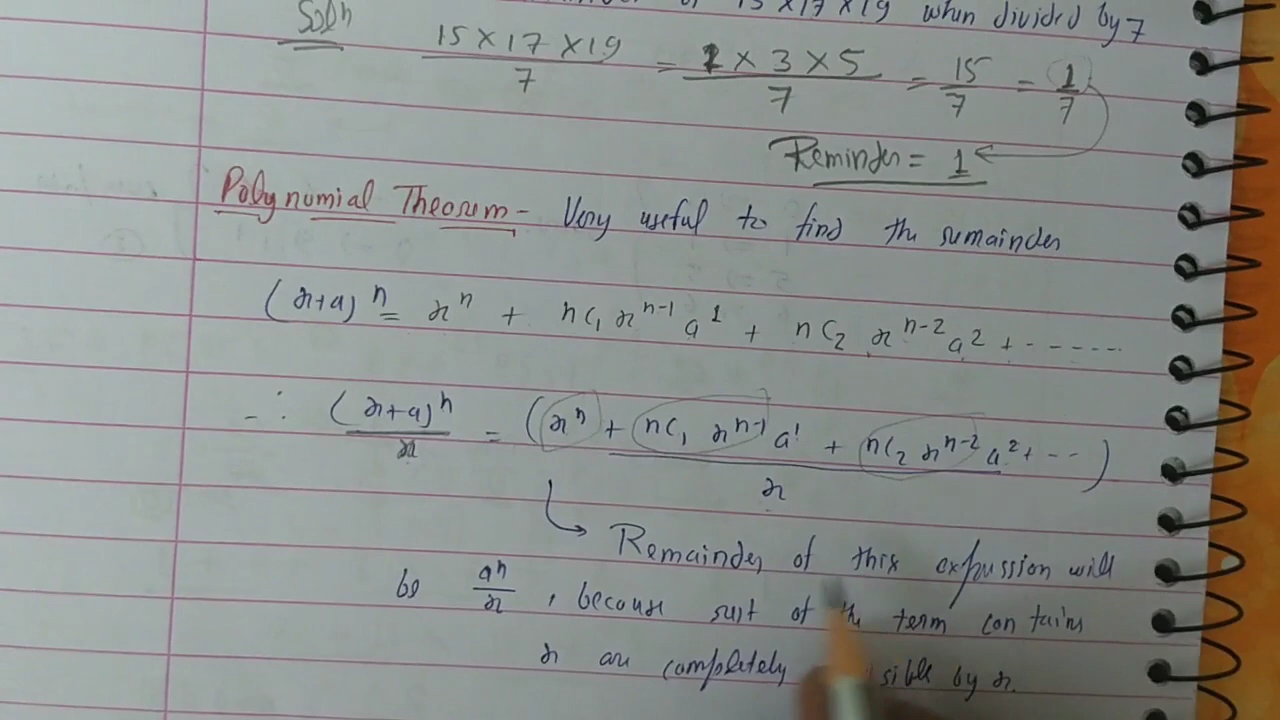 of 15 x 17 x 19 when divided by 7
Soln 15 x 17 x 19 / 7 = 1 x 3 x 5 / 7 = 15 / 7 = 1 / 7
Reminder = 1
Polynomial Theorum - Very useful to find the remainder
(x+a)^n = x^n + nC1 x^n-1 a^1 + nC2 x^n-2 a^2 + ------
∴ (x+a)^n / x = (x^n + nC1 x^n-1 a^1 + nC2 x^n-2 a^2 + --) / x
Remainder of this expression will
be a^n / x , because rest of the term contains
x are completely by x.